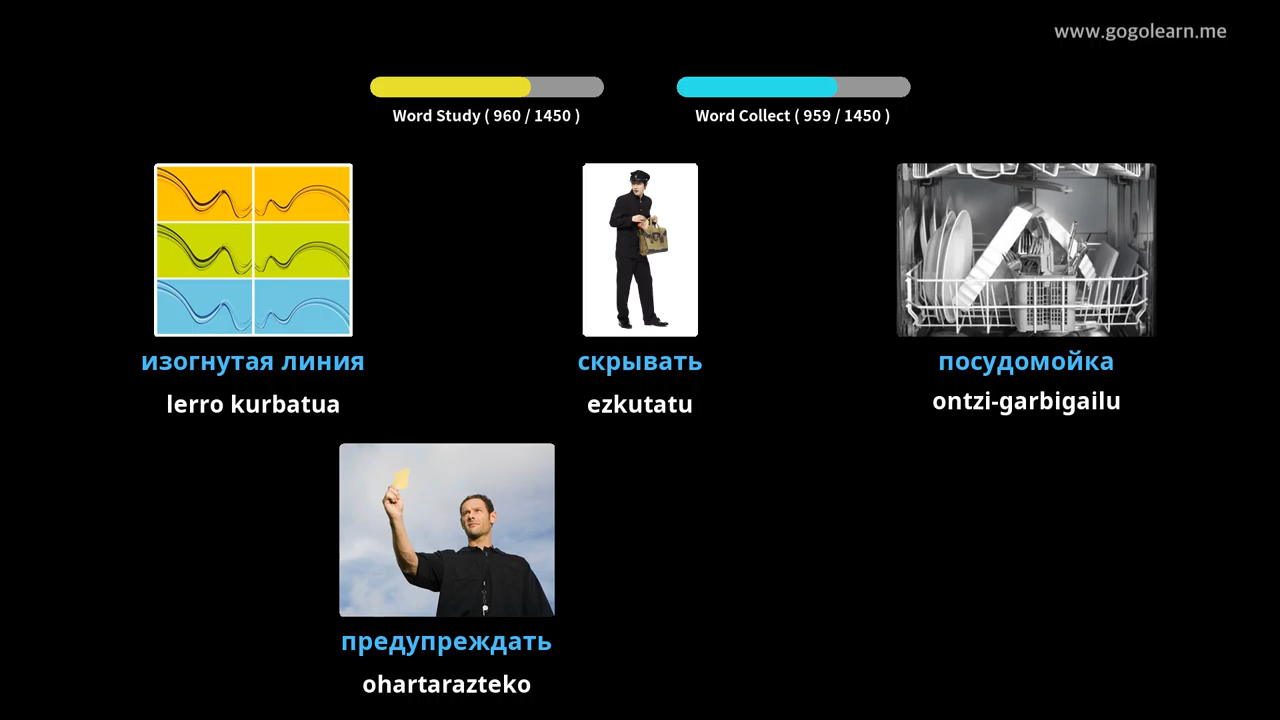 www.gogolearn.me
Word Study ( 960 / 1450 )
Word Collect ( 959 / 1450 )
изогнутая линия
lerro kurbatua
скрывать
ezkutatu
посудомойка
ontzi-garbigailu
предупреждать
ohartarazteko